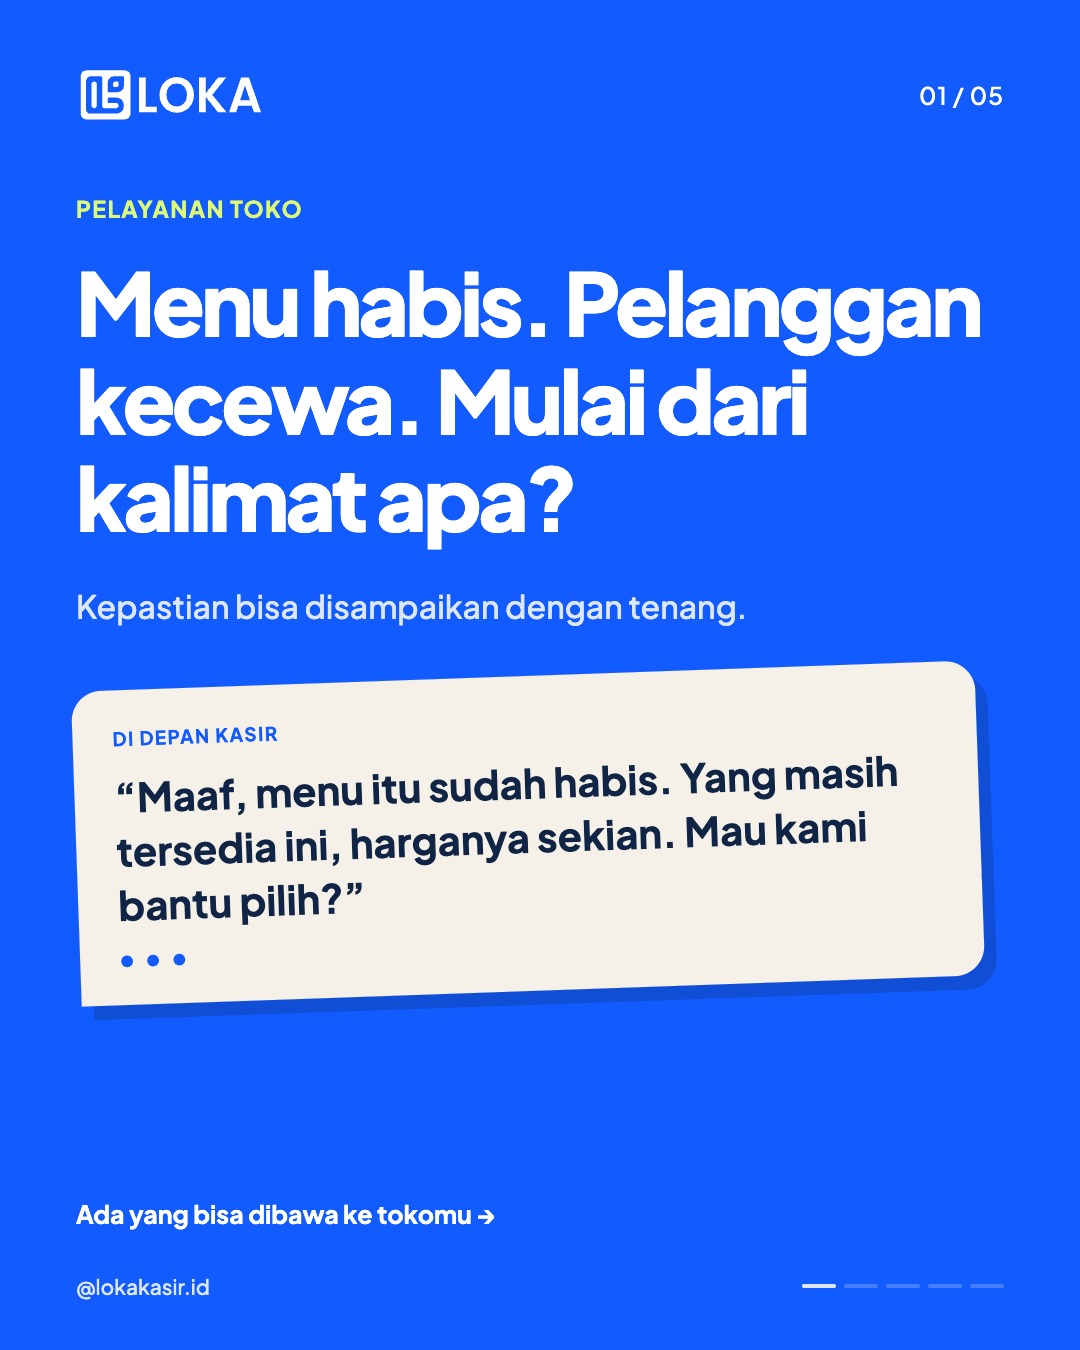 LOKA
01 / 05
PELAYANAN TOKO
Menu habis. Pelanggan
kecewa. Mulai dari
kalimat apa?
Kepastian bisa disampaikan dengan tenang.
DI DEPAN KASIR
“Maaf, menu itu sudah habis. Yang masih
tersedia ini, harganya sekian. Mau kami
bantu pilih?”
Ada yang bisa dibawa ke tokomu →
@lokakasir.id